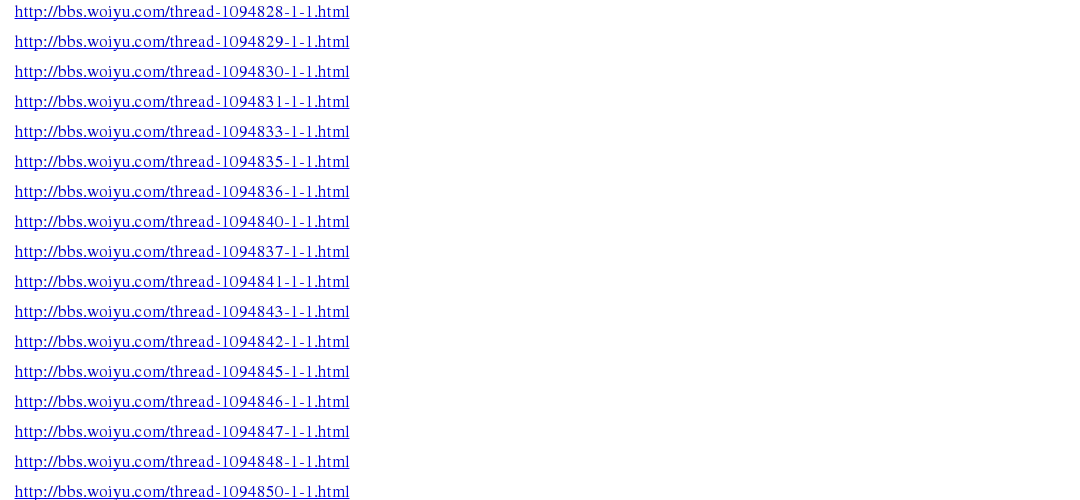 http://bbs.woiyu.com/thread-1094828-1-1.html
http://bbs.woiyu.com/thread-1094829-1-1.html
http://bbs.woiyu.com/thread-1094830-1-1.html
http://bbs.woiyu.com/thread-1094831-1-1.html
http://bbs.woiyu.com/thread-1094833-1-1.html
http://bbs.woiyu.com/thread-1094835-1-1.html
http://bbs.woiyu.com/thread-1094836-1-1.html
http://bbs.woiyu.com/thread-1094840-1-1.html
http://bbs.woiyu.com/thread-1094837-1-1.html
http://bbs.woiyu.com/thread-1094841-1-1.html
http://bbs.woiyu.com/thread-1094843-1-1.html
http://bbs.woiyu.com/thread-1094842-1-1.html
http://bbs.woiyu.com/thread-1094845-1-1.html
http://bbs.woiyu.com/thread-1094846-1-1.html
http://bbs.woiyu.com/thread-1094847-1-1.html
http://bbs.woiyu.com/thread-1094848-1-1.html
http://bbs.woiyu.com/thread-1094850-1-1.html